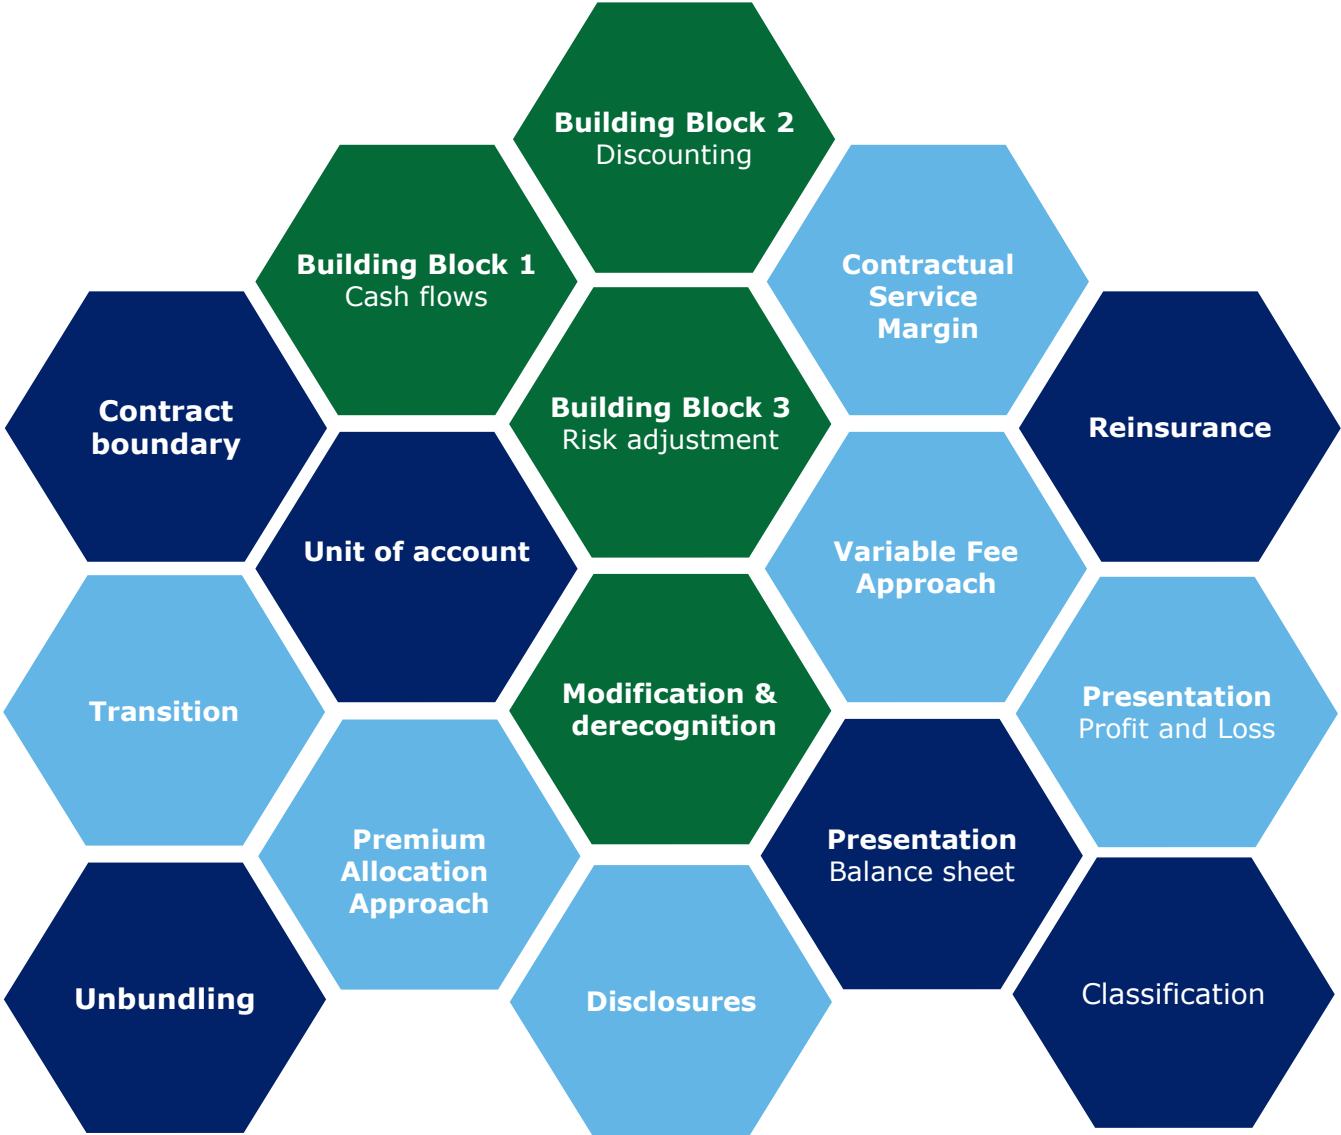 Building Block 2
Discounting
Building Block 1
Cash flows
Contractual
Service
Margin
Contract
boundary
Building Block 3
Risk adjustment
Reinsurance
Unit of account
Variable Fee
Approach
Transition
Modification &
derecognition
Presentation
Profit and Loss
Premium
Allocation
Approach
Presentation
Balance sheet
Unbundling
Disclosures
Classification